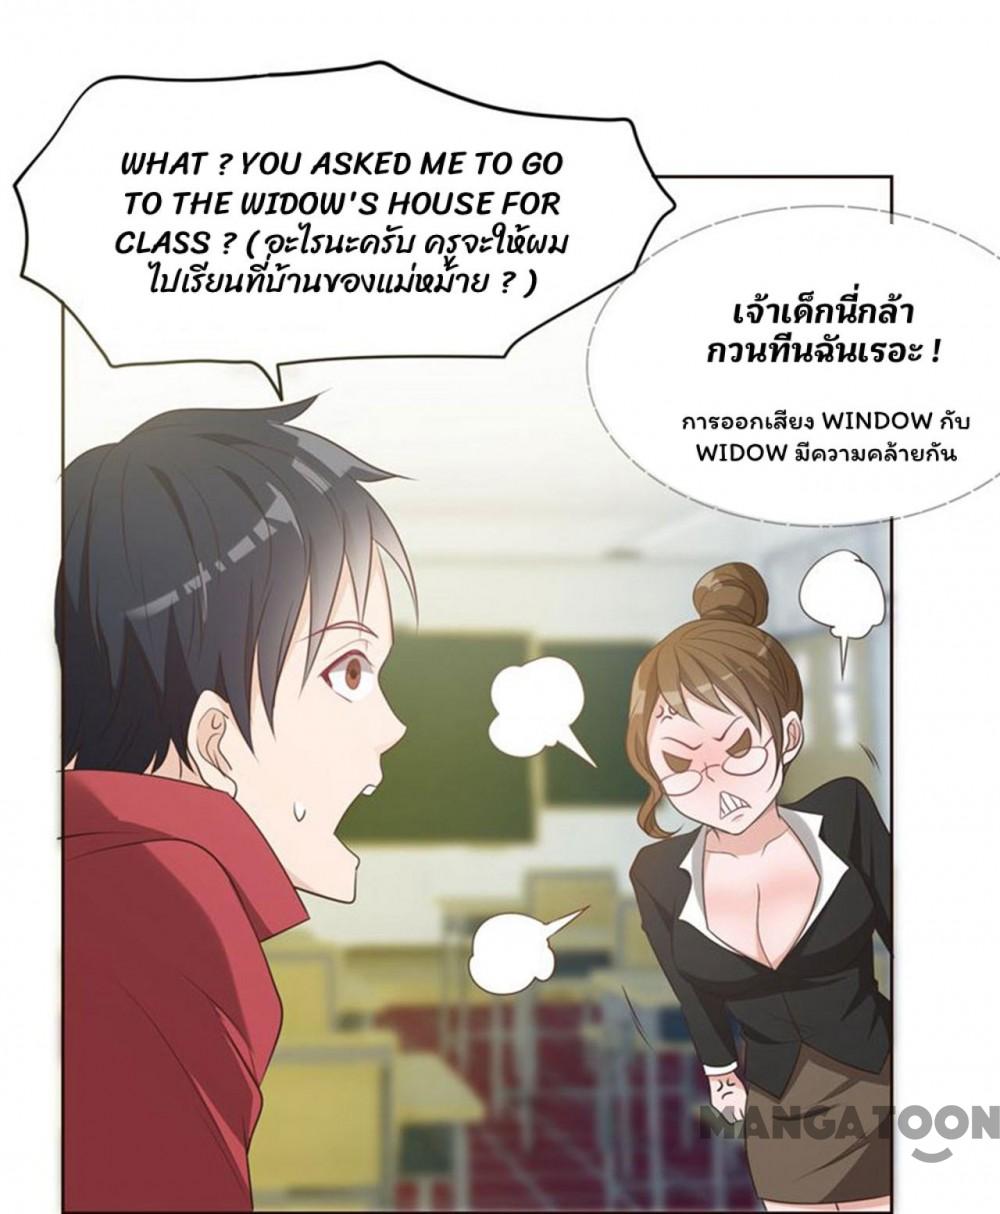 WHAT ? YOU ASKED ME TO GO
TO THE WIDOW'S HOUSE FOR
CLASS ? ( อะไรนะครับ ครูจะให้ผม
ไปเรียนที่บ้านของแม่หม้าย ? )
เจ้าเด็กนี่กล้า
กวนทีนฉันเรอะ !
การออกเสียง WINDOW กับ
WIDOW มีความคล้ายกัน
MANGATOON